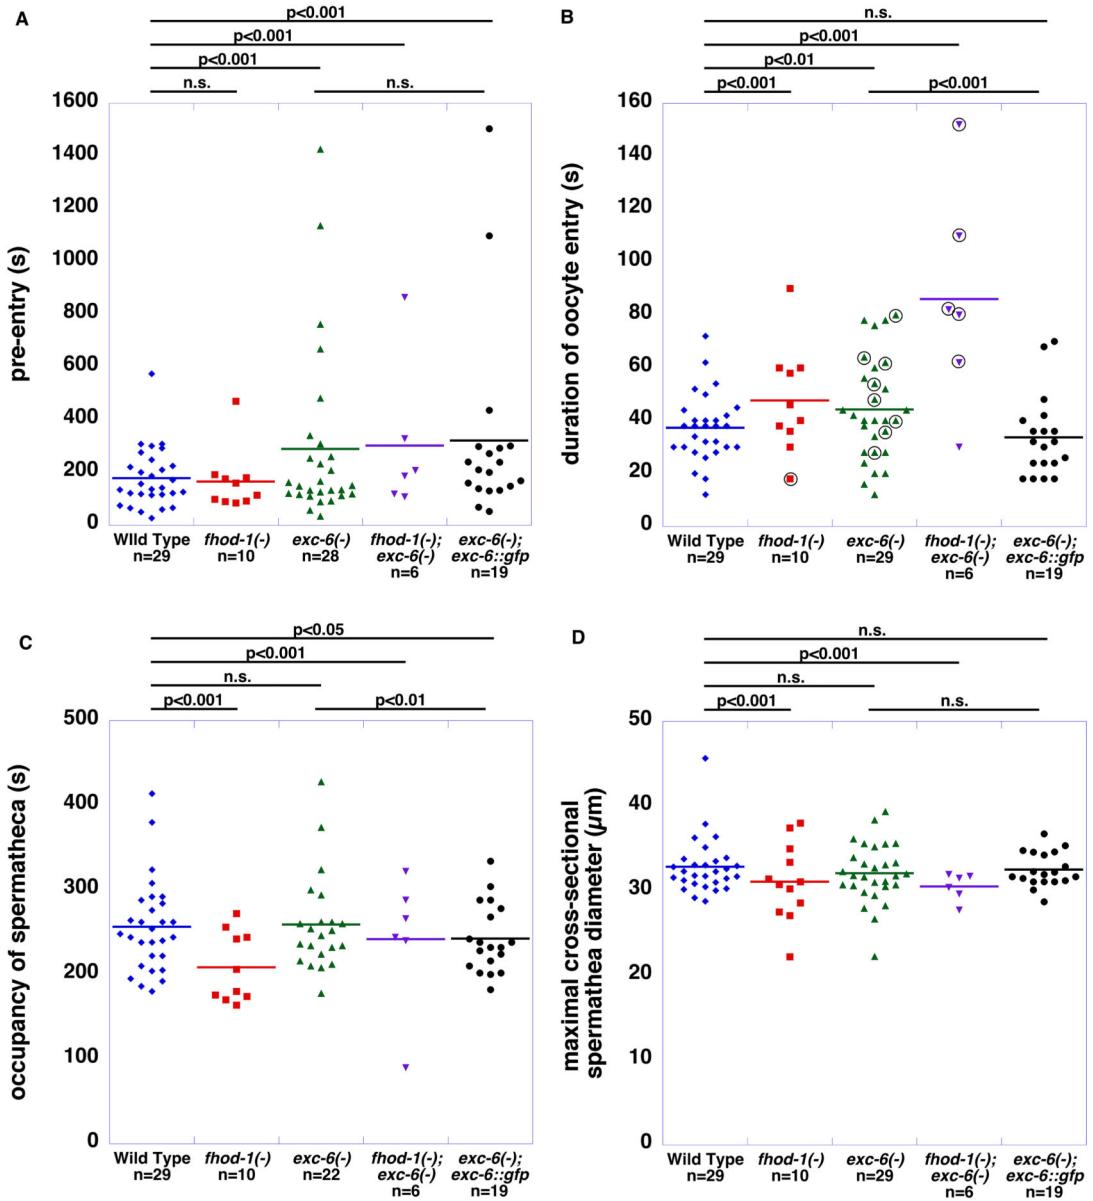 A
p<0.001
p<0.001
p<0.001
n.s.
n.s.
1600
1400
1200
1000
800
600
400
200
0
pre-entry (s)
WIld Type
n=29
fhod-1(-)
n=10
exc-6(-)
n=28
fhod-1(-);
exc-6(-)
n=6
exc-6(-);
exc-6::gfp
n=19
B
n.s.
p<0.001
p<0.01
p<0.001
p<0.001
160
140
120
100
80
60
40
20
0
duration of oocyte entry (s)
Wild Type
n=29
fhod-1(-)
n=10
exc-6(-)
n=29
fhod-1(-);
exc-6(-)
n=6
exc-6(-);
exc-6::gfp
n=19
C
p<0.05
p<0.001
n.s.
p<0.001
p<0.01
500
400
300
200
100
0
occupancy of spermatheca (s)
Wild Type
n=29
fhod-1(-)
n=10
exc-6(-)
n=22
fhod-1(-);
exc-6(-)
n=6
exc-6(-);
exc-6::gfp
n=19
D
n.s.
p<0.001
n.s.
p<0.001
n.s.
50
40
30
20
10
0
maximal cross-sectional
spermathea diameter (µm)
Wild Type
n=29
fhod-1(-)
n=10
exc-6(-)
n=29
fhod-1(-);
exc-6(-)
n=6
exc-6(-);
exc-6::gfp
n=19